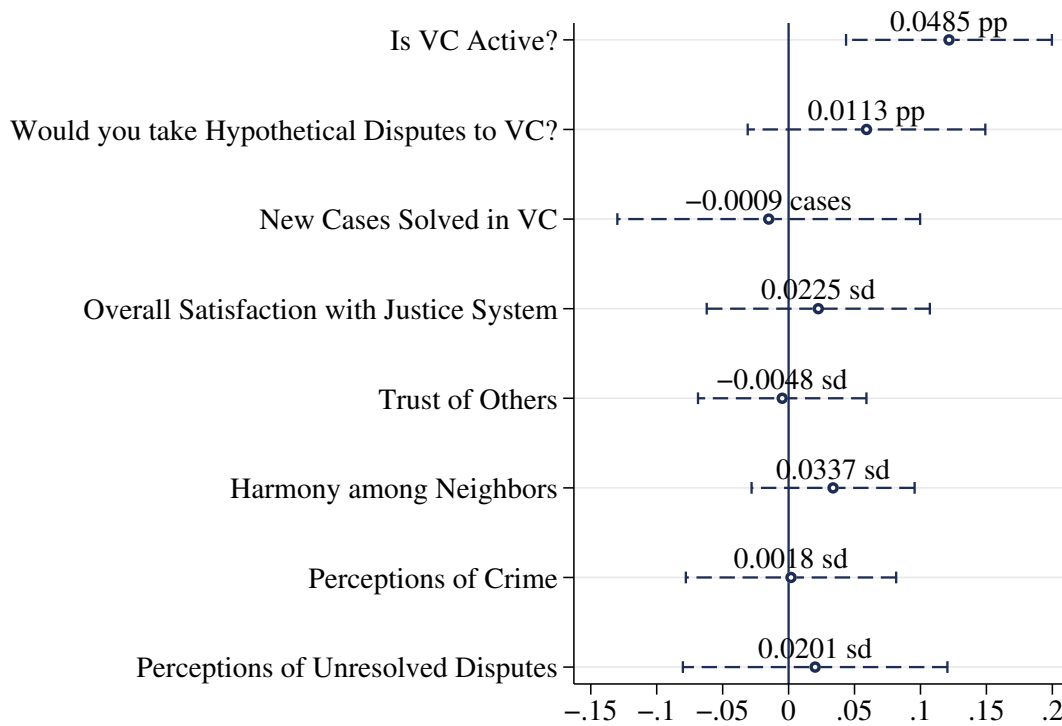 0.0485 pp
Is VC Active?
0.0113 pp
Would you take Hypothetical Disputes to VC?
−0.0009 cases
New Cases Solved in VC
0.0225 sd
Overall Satisfaction with Justice System
−0.0048 sd
Trust of Others
0.0337 sd
Harmony among Neighbors
0.0018 sd
Perceptions of Crime
0.0201 sd
Perceptions of Unresolved Disputes
−.15 −.1 −.05 0 .05 .1 .15 .2